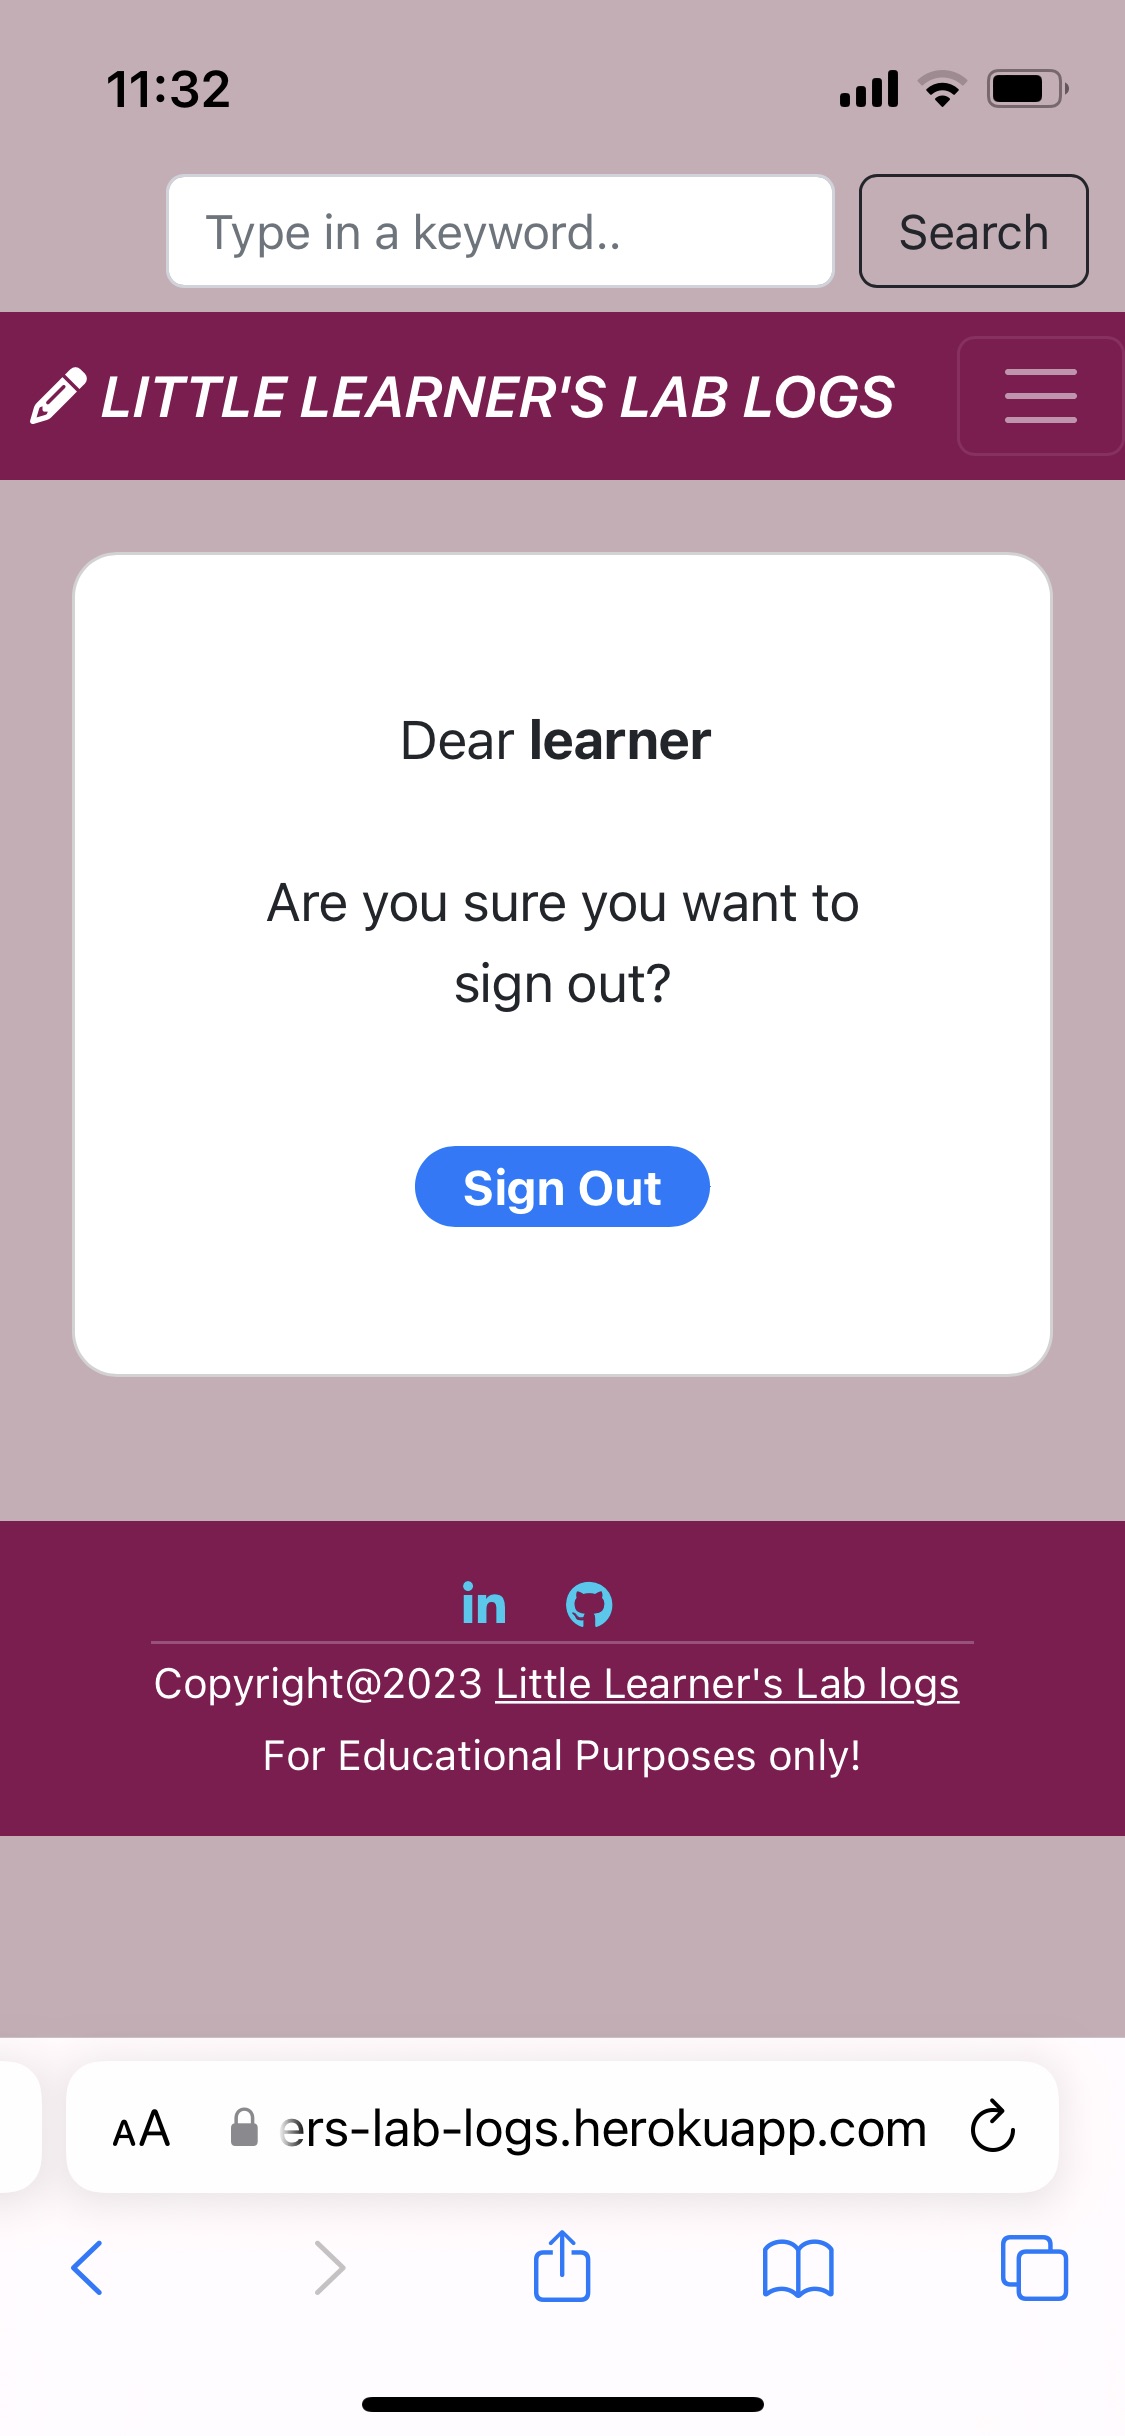 11:32
Type in a keyword..
Search
LITTLE LEARNER'S LAB LOGS
Dear learner
Are you sure you want to
sign out?
Sign Out
in
Copyright@2023 Little Learner's Lab logs
For Educational Purposes only!
AA
ers-lab-logs.herokuapp.com